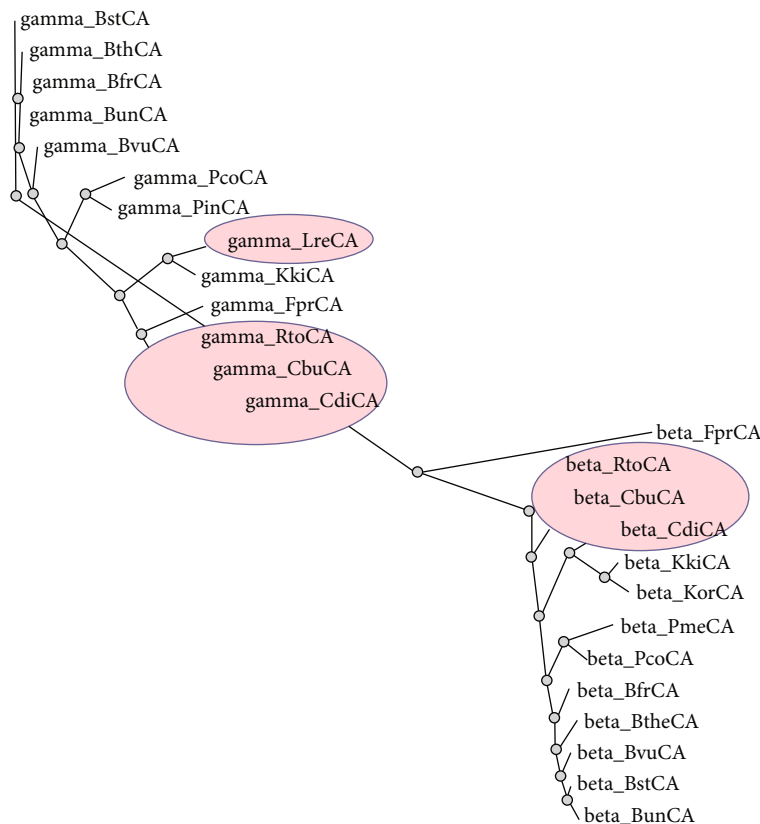 gamma_BstCA
gamma_BthCA
gamma_BfrCA
gamma_BunCA
gamma_BvuCA
gamma_PcoCA
gamma_PinCA
gamma_LreCA
gamma_KkiCA
gamma_FprCA
gamma_RtoCA
gamma_CbuCA
gamma_CdiCA
beta_FprCA
beta_RtoCA
beta_CbuCA
beta_CdiCA
beta_KkiCA
beta_KorCA
beta_PmeCA
beta_PcoCA
beta_BfrCA
beta_BtheCA
beta_BvuCA
beta_BstCA
beta_BunCA